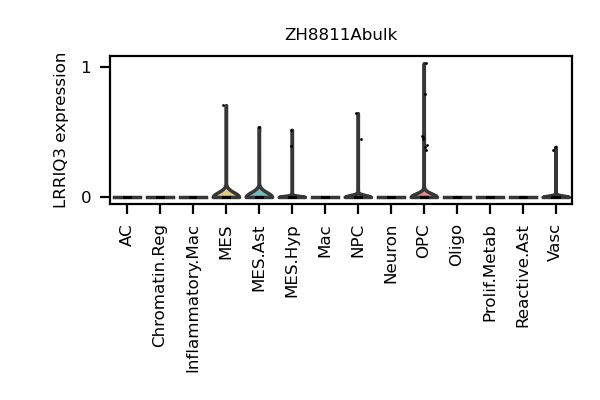 ZH8811Abulk
LRRIQ3 expression
1
0
AC
Chromatin.Reg
Inflammatory.Mac
MES
MES.Ast
MES.Hyp
Mac
NPC
Neuron
OPC
Oligo
Prolif.Metab
Reactive.Ast
Vasc